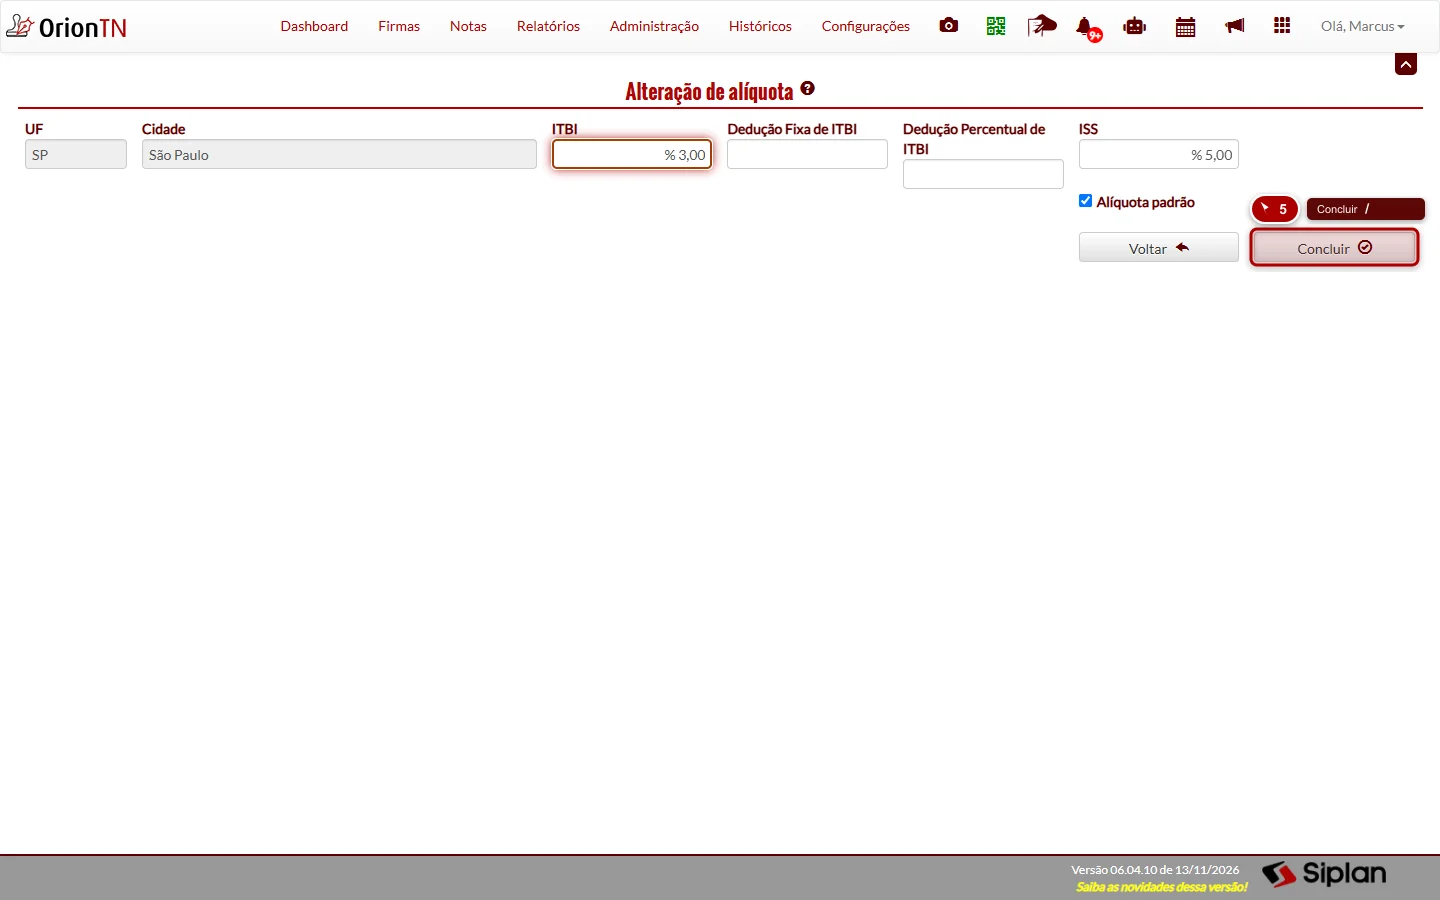 OrionTN
Dashboard Firmas Notas Relatórios Administração Históricos Configurações 9+ Olá, Marcus
Alteração de alíquota ?
UF Cidade ITBI Dedução Fixa de ITBI Dedução Percentual de ITBI ISS
SP São Paulo % 3,00 % 5,00
Alíquota padrão 5 Concluir /
Voltar Concluir
Versão 06.04.10 de 13/11/2026
Saiba as novidades dessa versão!
Siplan